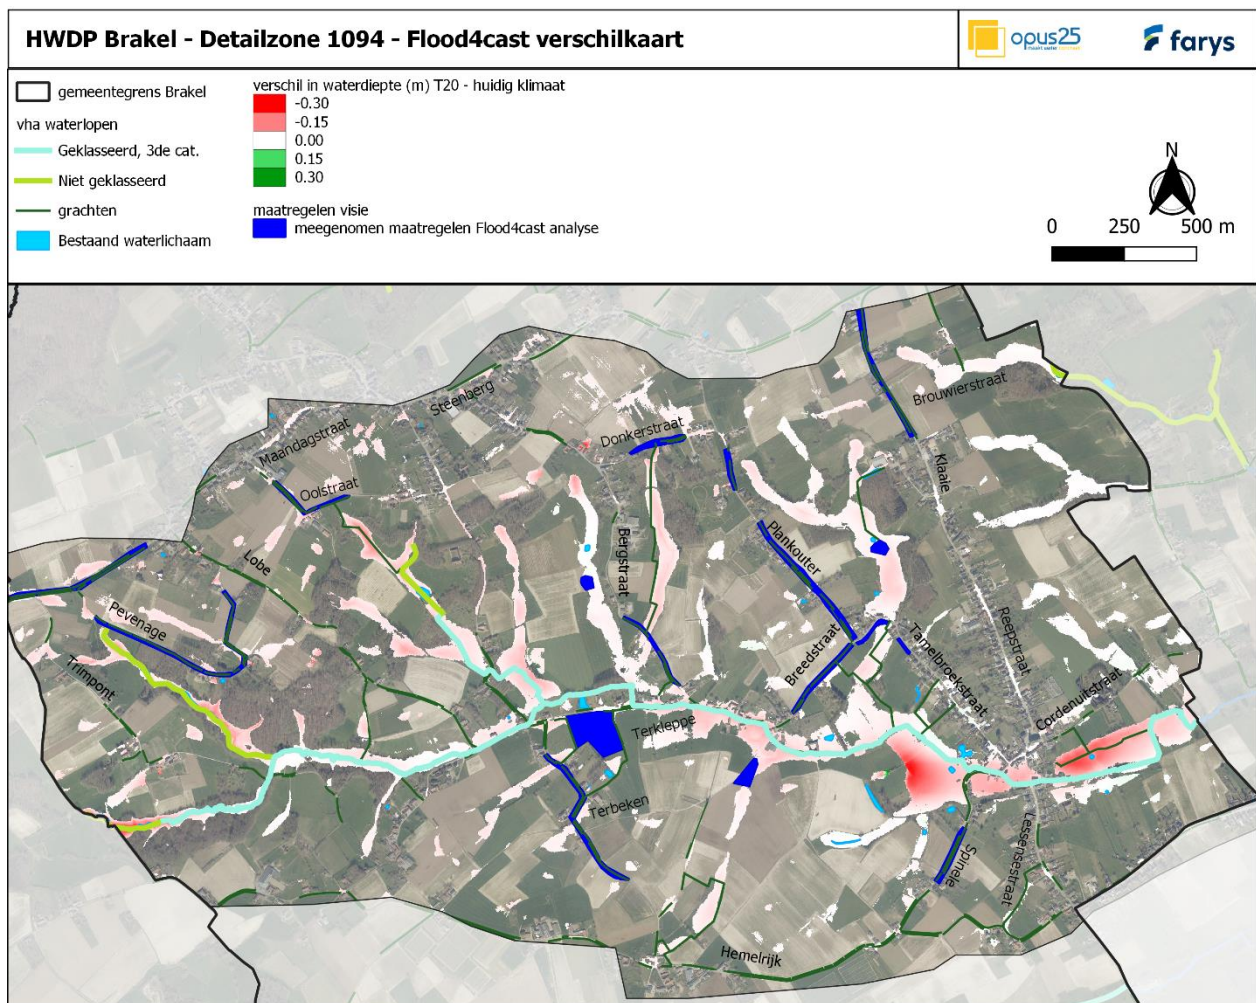 HWDP Brakel - Detailzone 1094 - Flood4cast verschilkaart
opus25
farys
gemeentegrens Brakel
vha waterlopen
Geklasseerd, 3de cat.
Niet geklasseerd
grachten
Bestaand waterlichaam
verschil in waterdiepte (m) T20 - huidig klimaat
-0.30
-0.15
0.00
0.15
0.30
maatregelen visie
meegenomen maatregelen Flood4cast analyse
N
0 250 500 m
Brouwierstraat
Steenberg
Maandagstraat
Donkerstraat
Klaaie
Oolstraat
Bergstraat
Plankouter
Lobe
Pevenage
Reepstraat
Breedstraat
Tammelbroekstraat
Trimpont
Cordenuitstraat
Terkleppe
Terbeken
Spinele
Lessensestraat
Hemelrijk